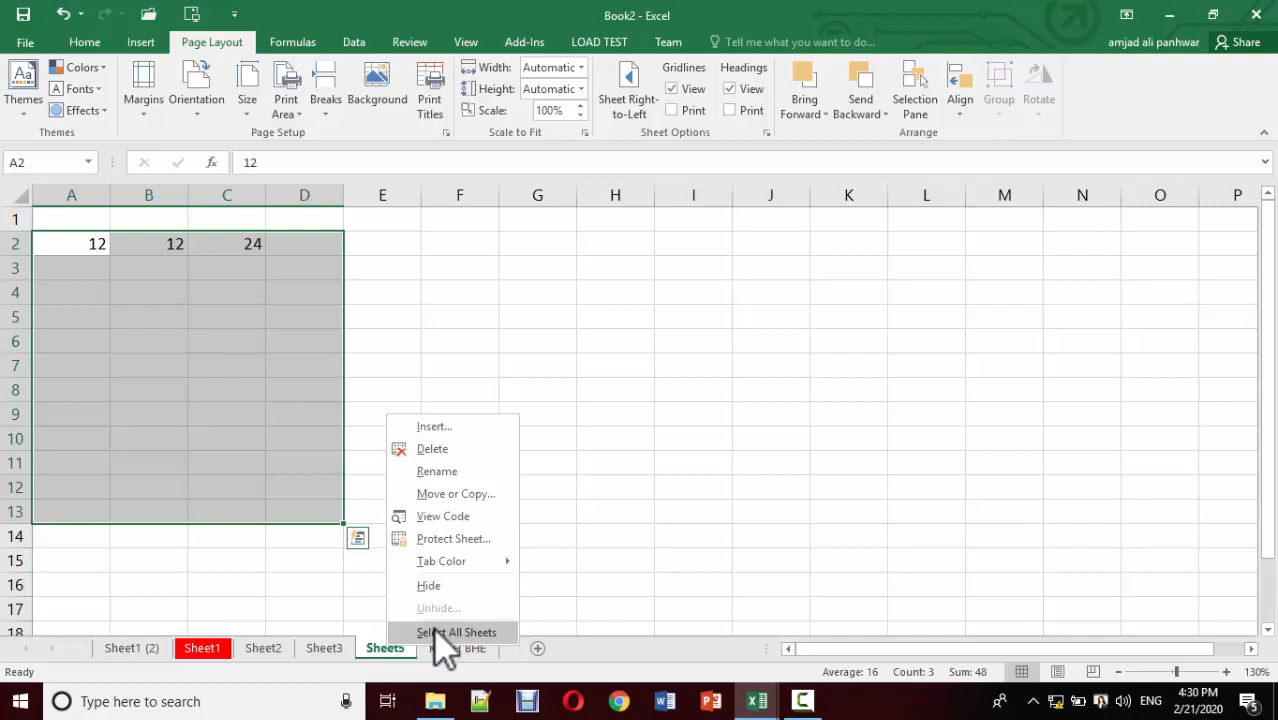 Book2 - Excel
File Home Insert Page Layout Formulas Data Review View Add-Ins LOAD TEST Team Tell me what you want to do... amjad ali panhwar Share
Themes
Colors
Fonts
Effects
Themes
Margins
Orientation
Size
Print Area
Breaks
Background
Print Titles
Page Setup
Width: Automatic
Height: Automatic
Scale: 100%
Scale to Fit
Sheet Right-to-Left
Gridlines
View
Print
Headings
View
Print
Sheet Options
Bring Forward
Send Backward
Selection Pane
Align
Group
Rotate
Arrange
A2 fx 12
A B C D E F G H I J K L M N O P
1
2 12 12 24
3
4
5
6
7
8
9
10
11
12
13
14
15
16
17
18
Insert...
Delete
Rename
Move or Copy...
View Code
Protect Sheet...
Tab Color
Hide
Unhide...
Select All Sheets
Sheet1 (2) Sheet1 Sheet2 Sheet3 Sheet5 BHE
Ready Average: 16 Count: 3 Sum: 48 130%
Type here to search ENG 4:30 PM
2/21/2020 5